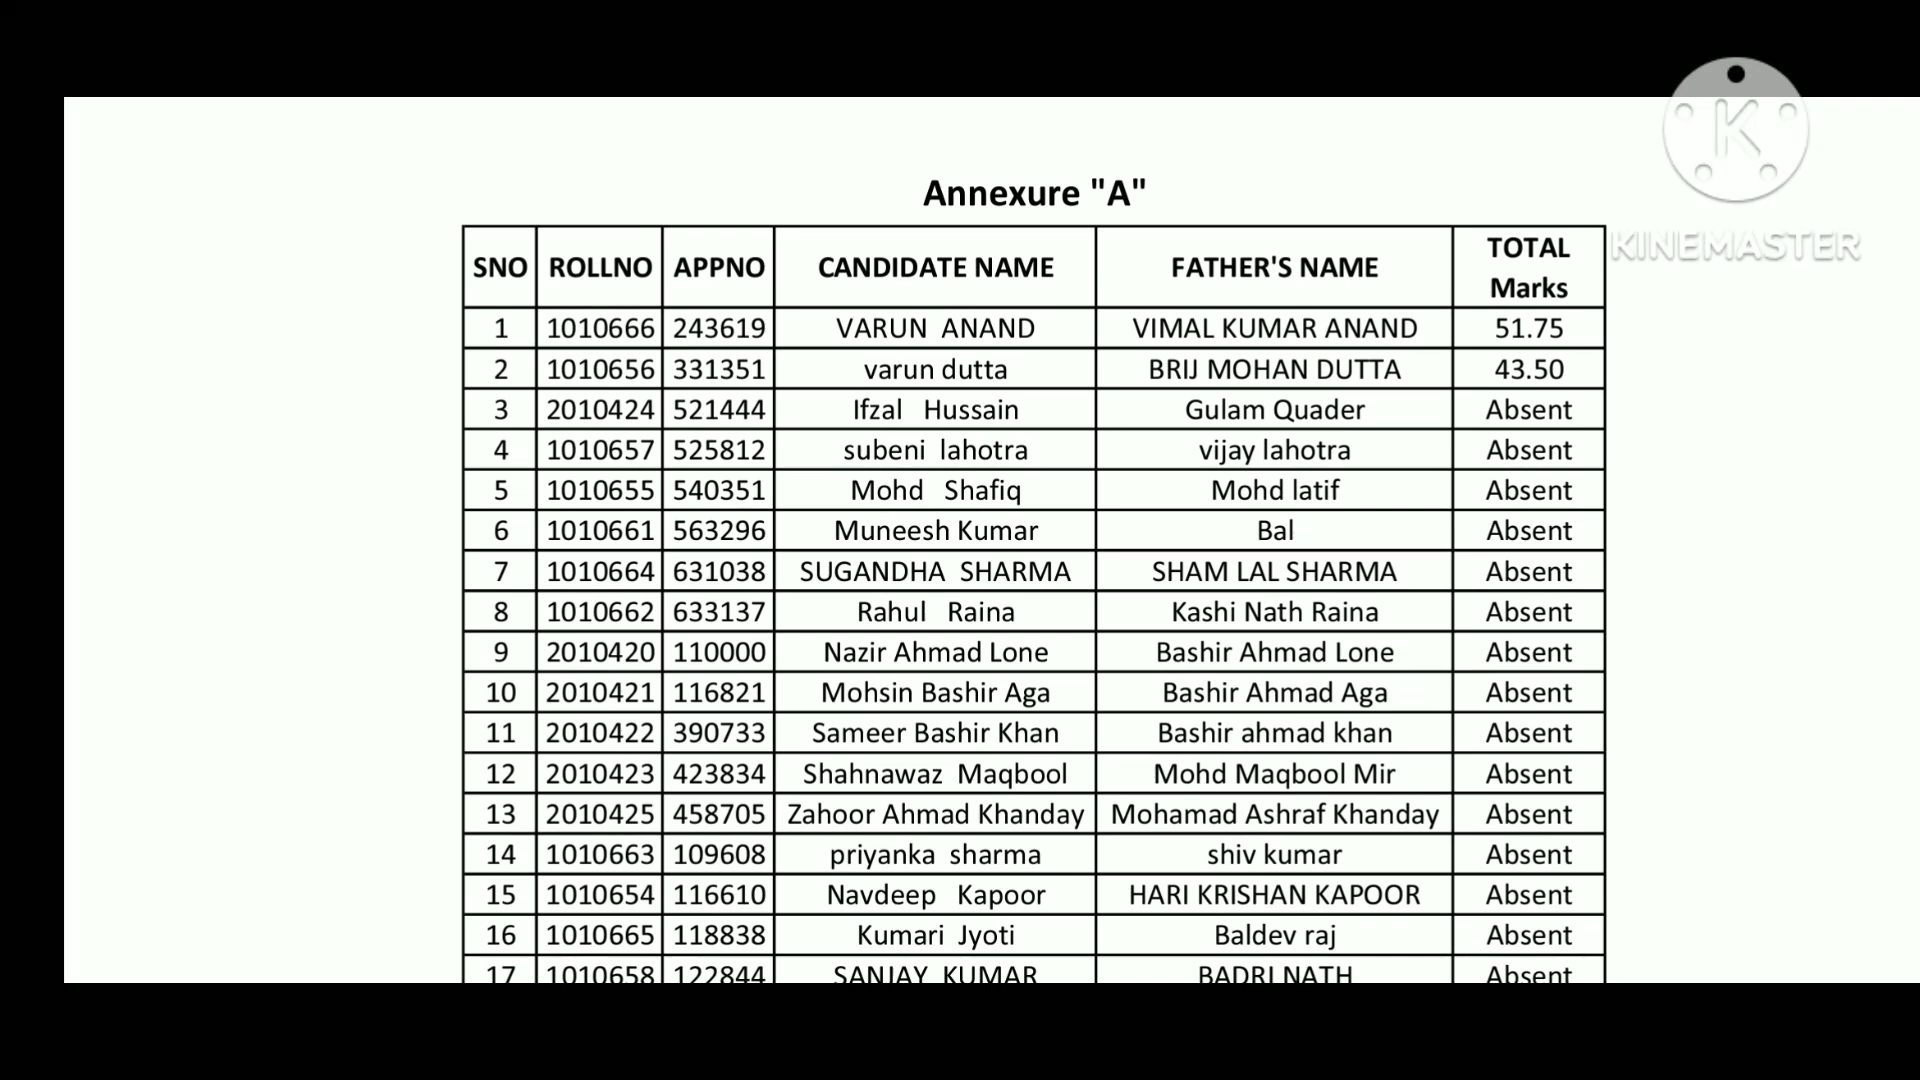 Annexure "A"
SNO ROLLNO APPNO CANDIDATE NAME FATHER'S NAME TOTAL Marks
1 1010666 243619 VARUN ANAND VIMAL KUMAR ANAND 51.75
2 1010656 331351 varun dutta BRIJ MOHAN DUTTA 43.50
3 2010424 521444 Ifzal Hussain Gulam Quader Absent
4 1010657 525812 subeni lahotra vijay lahotra Absent
5 1010655 540351 Mohd Shafiq Mohd latif Absent
6 1010661 563296 Muneesh Kumar Bal Absent
7 1010664 631038 SUGANDHA SHARMA SHAM LAL SHARMA Absent
8 1010662 633137 Rahul Raina Kashi Nath Raina Absent
9 2010420 110000 Nazir Ahmad Lone Bashir Ahmad Lone Absent
10 2010421 116821 Mohsin Bashir Aga Bashir Ahmad Aga Absent
11 2010422 390733 Sameer Bashir Khan Bashir ahmad khan Absent
12 2010423 423834 Shahnawaz Maqbool Mohd Maqbool Mir Absent
13 2010425 458705 Zahoor Ahmad Khanday Mohamad Ashraf Khanday Absent
14 1010663 109608 priyanka sharma shiv kumar Absent
15 1010654 116610 Navdeep Kapoor HARI KRISHAN KAPOOR Absent
16 1010665 118838 Kumari Jyoti Baldev raj Absent
17 1010658 122844 SANJAY KUMAR BADRI NATH Absent
K
KINEMASTER